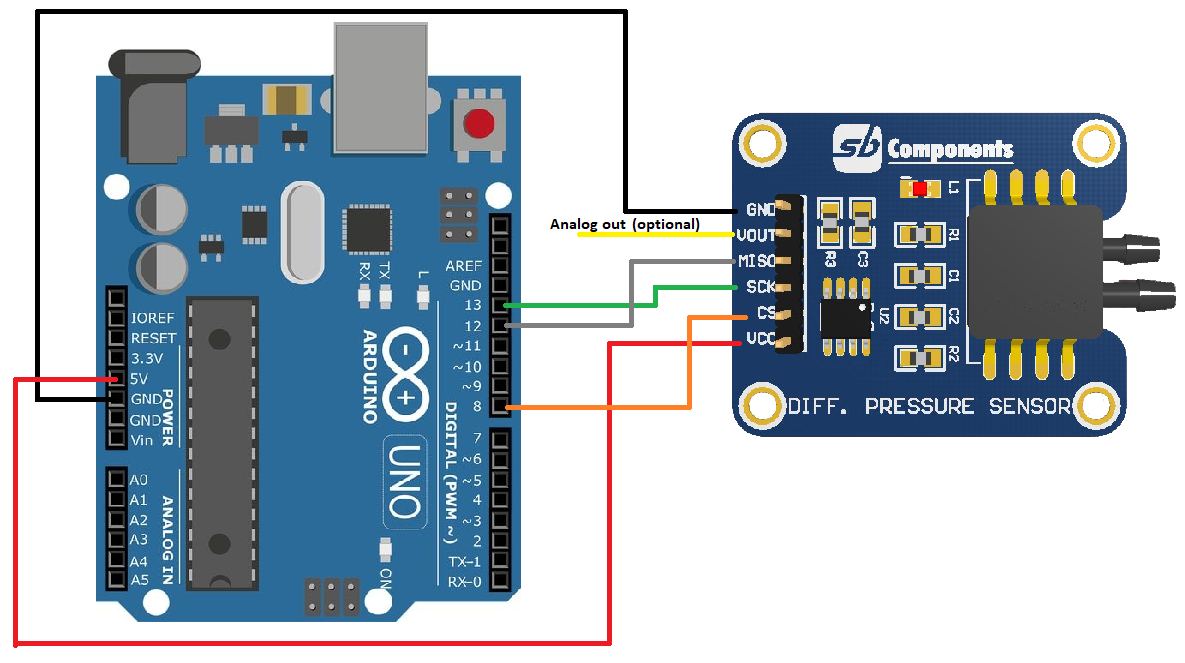 AREF
GND
13
12
~11
~10
~9
8
7
~6
~5
4
~3
2
TX-1
RX-0
DIGITAL (PWM ~)
IOREF
RESET
3.3V
5V
GND
GND
Vin
POWER
A0
A1
A2
A3
A4
A5
ANALOG IN
RX
TX
L
ARDUINO
UNO
ON
Analog out (optional)
sb Components
GND
VOUT
MISO
SCK
CS
VCC
R3
C3
U2
L1
R1
C1
C2
R2
DIFF. PRESSURE SENSOR